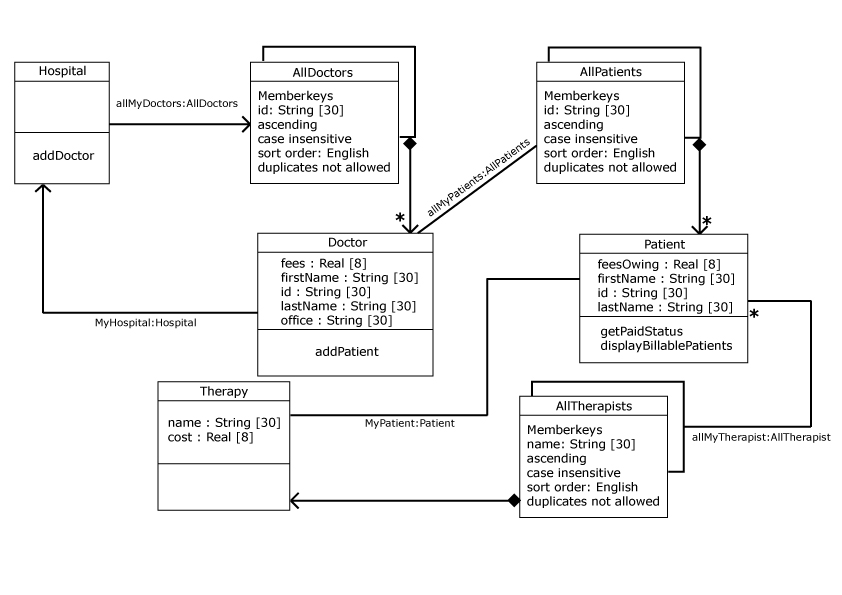 Hospital
addDoctor
allMyDoctors:AllDoctors
AllDoctors
Memberkeys
id: String [30]
ascending
case insensitive
sort order: English
duplicates not allowed
*
allMyPatients:AllPatients
AllPatients
Memberkeys
id: String [30]
ascending
case insensitive
sort order: English
duplicates not allowed
*
Doctor
fees : Real [8]
firstName : String [30]
id : String [30]
lastName : String [30]
office : String [30]
addPatient
MyHospital:Hospital
Patient
feesOwing : Real [8]
firstName : String [30]
id : String [30]
lastName : String [30]
getPaidStatus
displayBillablePatients
*
Therapy
name : String [30]
cost : Real [8]
MyPatient:Patient
AllTherapists
Memberkeys
name: String [30]
ascending
case insensitive
sort order: English
duplicates not allowed
allMyTherapist:AllTherapist